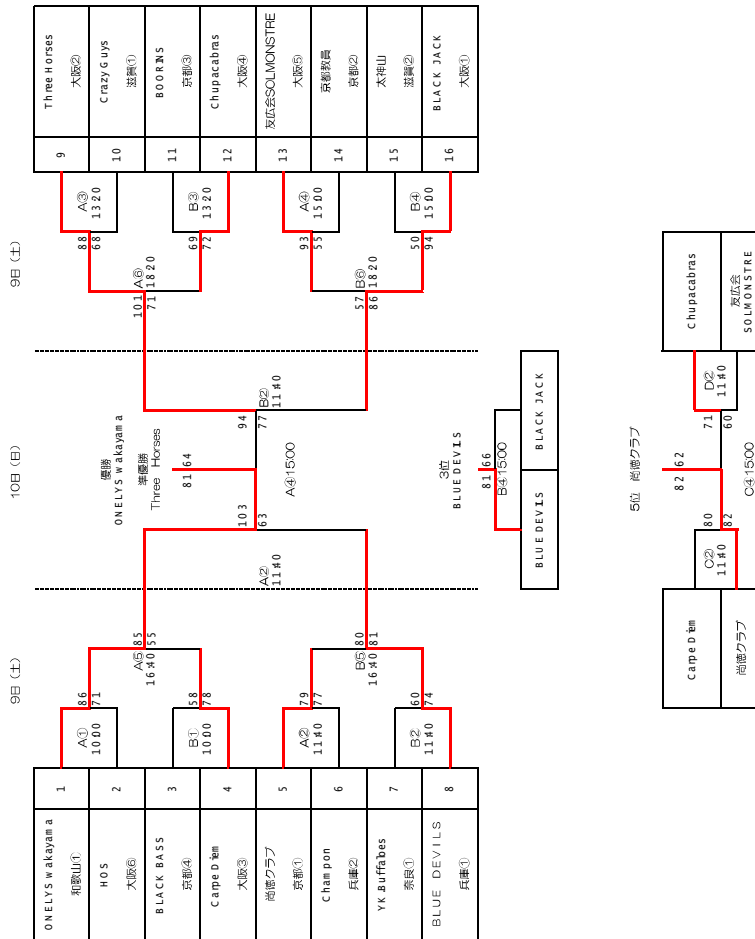 9日（土）
10日（日）
9日（土）
Three Horses
大阪②
9
Crazy Guys
滋賀①
10
BOORINS
京都③
11
Chupacabras
大阪④
12
友広会SOLMONSTRE
大阪⑤
13
京都教員
京都②
14
太神山
滋賀②
15
BLACK JACK
大阪①
16
A③
13:20
88
68
B③
13:20
69
72
A④
15:00
93
55
B④
15:00
50
94
A⑥
18:20
101
71
B⑥
18:20
57
86
B②
11:40
94
77
優勝
ONELYS wakayama
準優勝
Three Horses
81 64
A④15:00
103
63
A②
11:40
3位
BLUE DEVILS
81 66
B④15:00
BLUE DEVILS
BLACK JACK
A⑤
16:40
85
55
B⑤
16:40
80
81
A①
10:00
86
71
B①
10:00
58
78
A②
11:40
79
77
B②
11:40
60
74
1
ONELYS wakayama
和歌山①
2
HOS
大阪⑥
3
BLACK BASS
京都④
4
Carpe Diem
大阪③
5
尚徳クラブ
京都①
6
Champon
兵庫②
7
YK.Buffaloes
奈良①
8
BLUE DEVILS
兵庫①
Chupacabras
友広会
SOLMONSTRE
D②
11:40
71
60
5位 尚徳クラブ
82 62
C④15:00
80
82
C②
11:40
Carpe Diem
尚徳クラブ